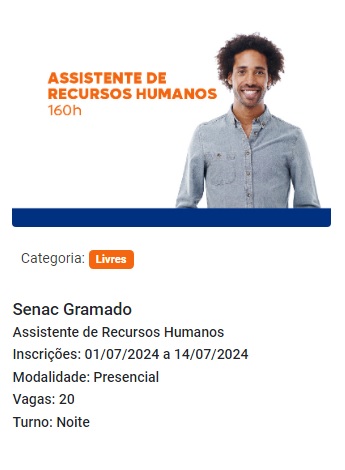 ASSISTENTE DE
RECURSOS HUMANOS
160h
Categoria: Livres
Senac Gramado
Assistente de Recursos Humanos
Inscrições: 01/07/2024 a 14/07/2024
Modalidade: Presencial
Vagas: 20
Turno: Noite